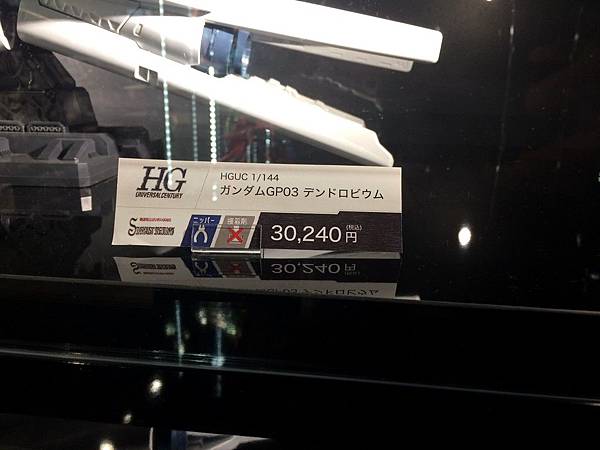 HG
UNIVERSAL CENTURY
HGUC 1/144
ガンダムGP03 デンドロビウム
ニッパー
接着剤
30,240円
(税込)